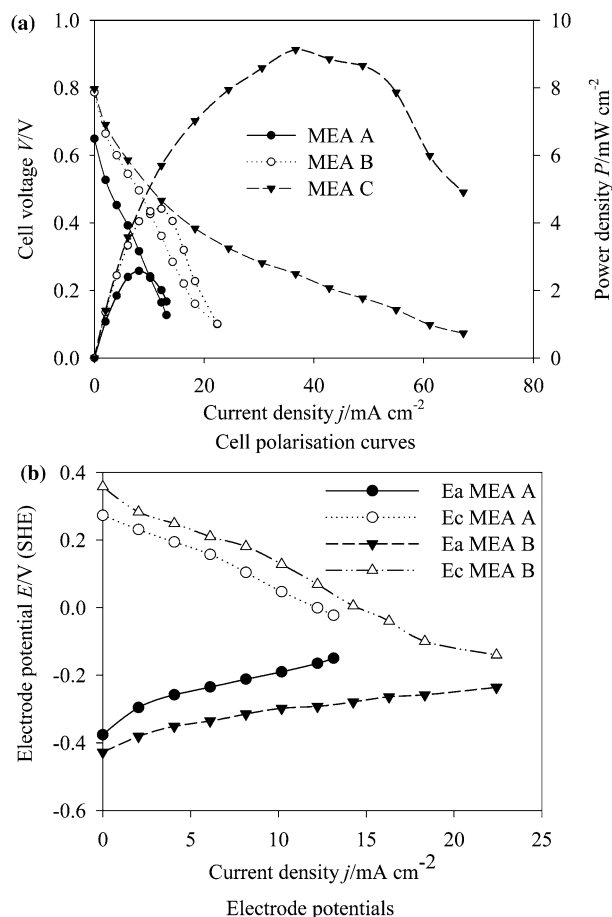 (a)
1.0
0.8
0.6
0.4
0.2
0.0
Cell voltage V/V
10
8
6
4
2
0
Power density P/mW cm-2
MEA A
MEA B
MEA C
0 20 40 60 80
Current density j/mA cm-2
Cell polarisation curves
(b)
0.4
0.2
0.0
-0.2
-0.4
-0.6
Electrode potential E/V (SHE)
Ea MEA A
Ec MEA A
Ea MEA B
Ec MEA B
0 5 10 15 20 25
Current density j/mA cm-2
Electrode potentials